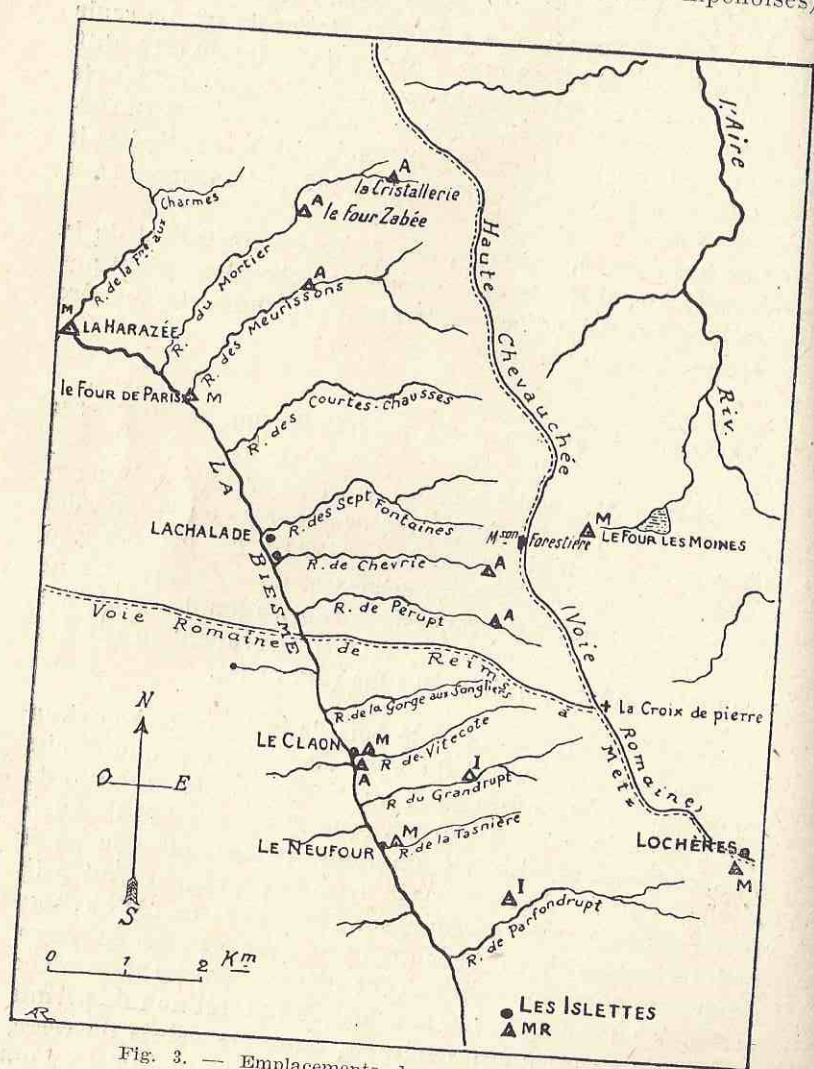 l'Aire
A
la Cristallerie
A
le Four Zabée
Charmes
R. de la Fme aux
Haute
R. du Mortier
A
R. des Meurissons
M
LA HARAZÉE
le Four de Paris
M
Chevauchée
Riv.
R. des Courtes-Chausses
LA BIESME
R. des Sept Fontaines
LACHALADE
Mson Forestière
M
LE FOUR LES MOINES
R. de Chevrie
A
R. de Pérupt
A
Voie Romaine de Reims à Metz
(Voie Romaine)
La Croix de pierre
R. de la Gorge aux Sangliers
N
O E
S
LE CLAON
M
R. de Vitecote
A
I
R. du Grandrupt
LE NEUFOUR
M
R. de la Tasnière
LOCHÈRES
M
I
R. de Parfondrupt
0 1 2 Km
LES ISLETTES
MR
AR
Fig. 3. — Emplacements